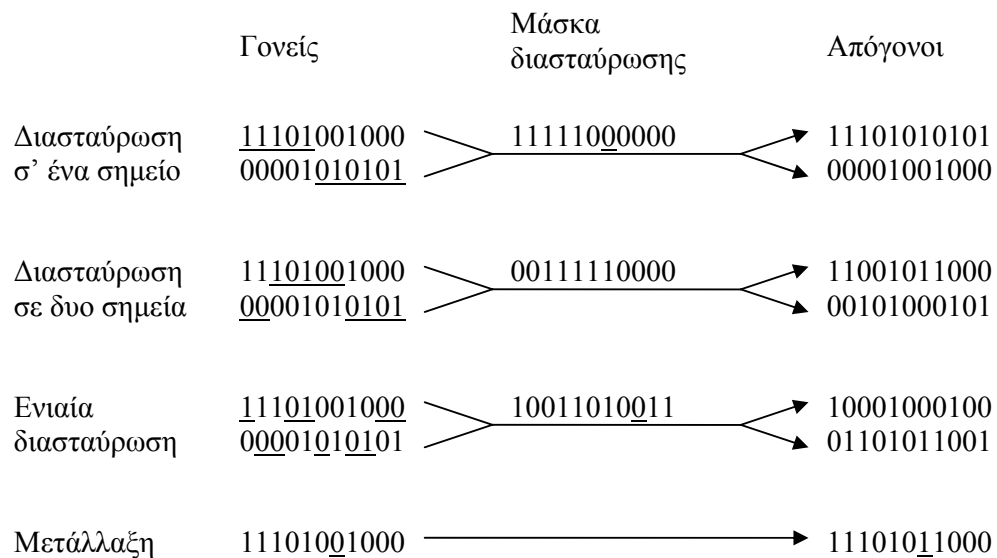 Γονείς Μάσκα διασταύρωσης Απόγονοι
Διασταύρωση 11101001000 11111000000 11101010101
σ’ ένα σημείο 00001010101 00001001000
Διασταύρωση 11101001000 00111110000 11001011000
σε δυο σημεία 00001010101 00101000101
Ενιαία 11101001000 10011010011 10001000100
διασταύρωση 00001010101 01101011001
Μετάλλαξη 11101001000 11101011000